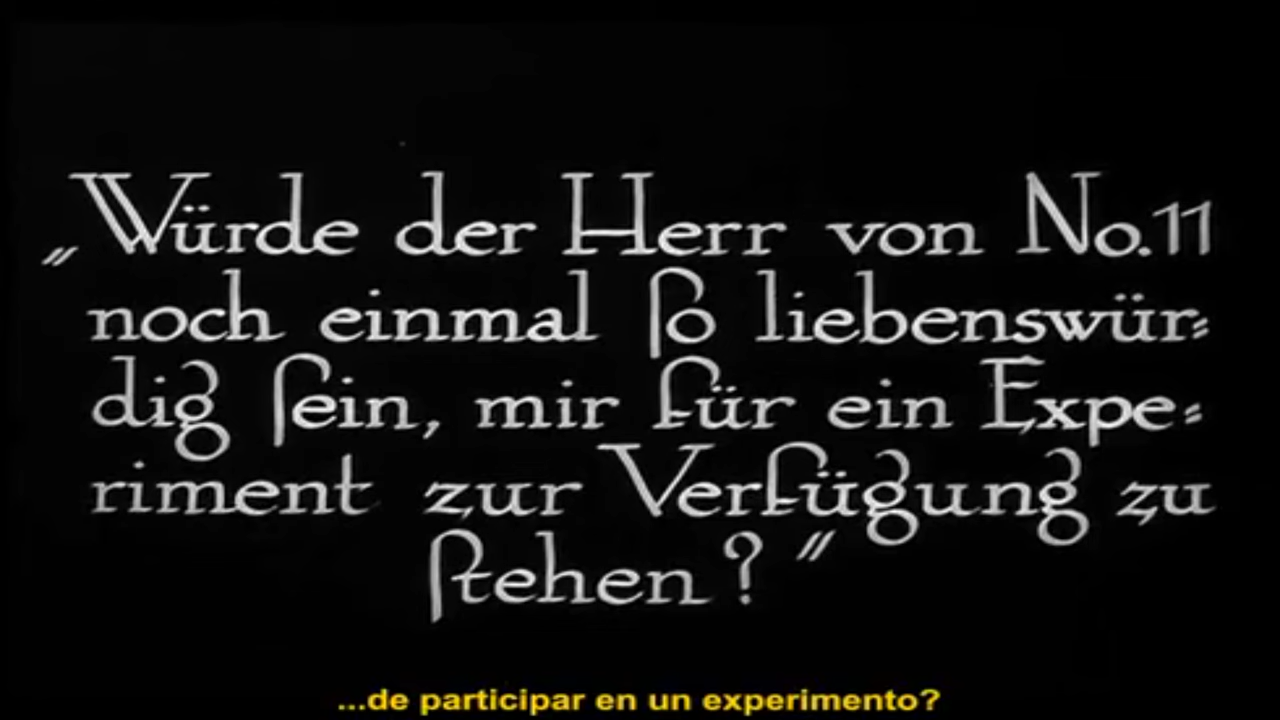 „Würde der Herr von No. 11
noch einmal ſo liebenswür=
dig ſein, mir für ein Expe=
riment zur Verfügung zu
ſtehen?"
...de participar en un experimento?